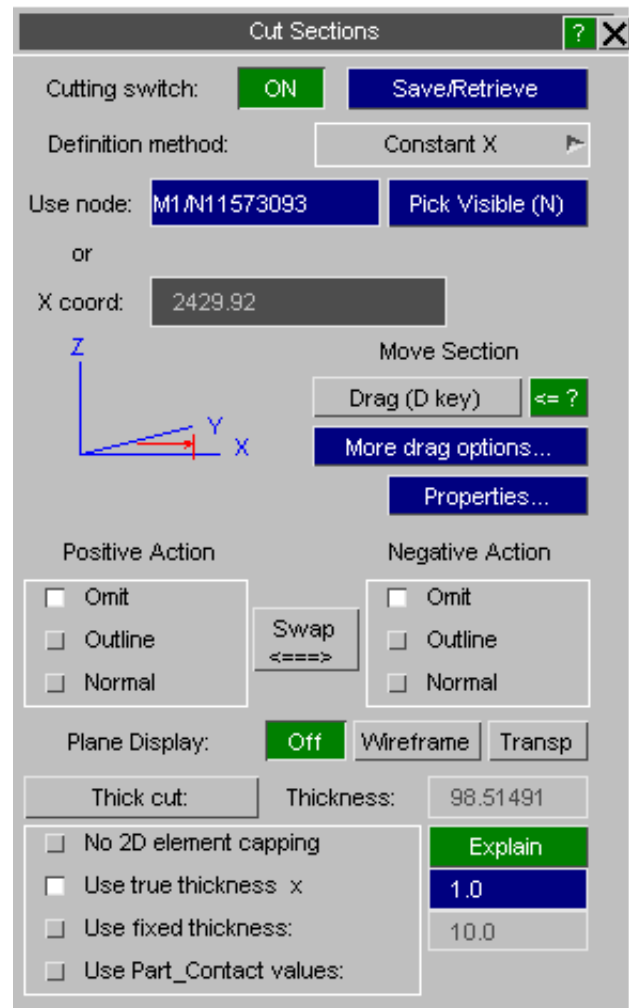 Cut Sections ? X
Cutting switch: ON Save/Retrieve
Definition method: Constant X
Use node: M1/N11573093 Pick Visible (N)
or
X coord: 2429.92
Z
Y
X
Move Section
Drag (D key) <= ?
More drag options...
Properties...
Positive Action Negative Action
Omit Omit
Outline Swap Outline
<===>
Normal Normal
Plane Display: Off Wireframe Transp
Thick cut: Thickness: 98.51491
No 2D element capping Explain
Use true thickness x 1.0
Use fixed thickness: 10.0
Use Part_Contact values: